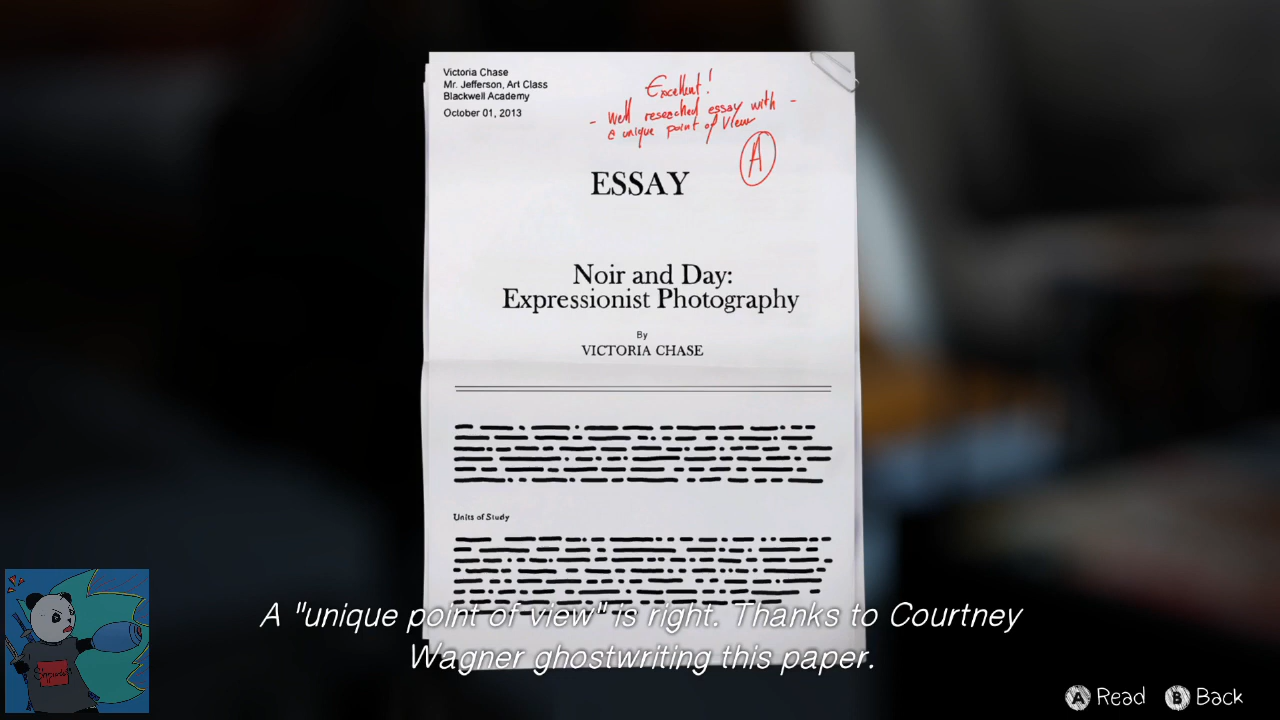 Victoria Chase
Mr. Jefferson, Art Class
Blackwell Academy
October 01, 2013
Excellent!
- Well reseached essay with -
a unique point of View
A
ESSAY
Noir and Day:
Expressionist Photography
By
VICTORIA CHASE
Units of Study
A "unique point of view" is right. Thanks to Courtney
Wagner ghostwriting this paper.
A Read B Back